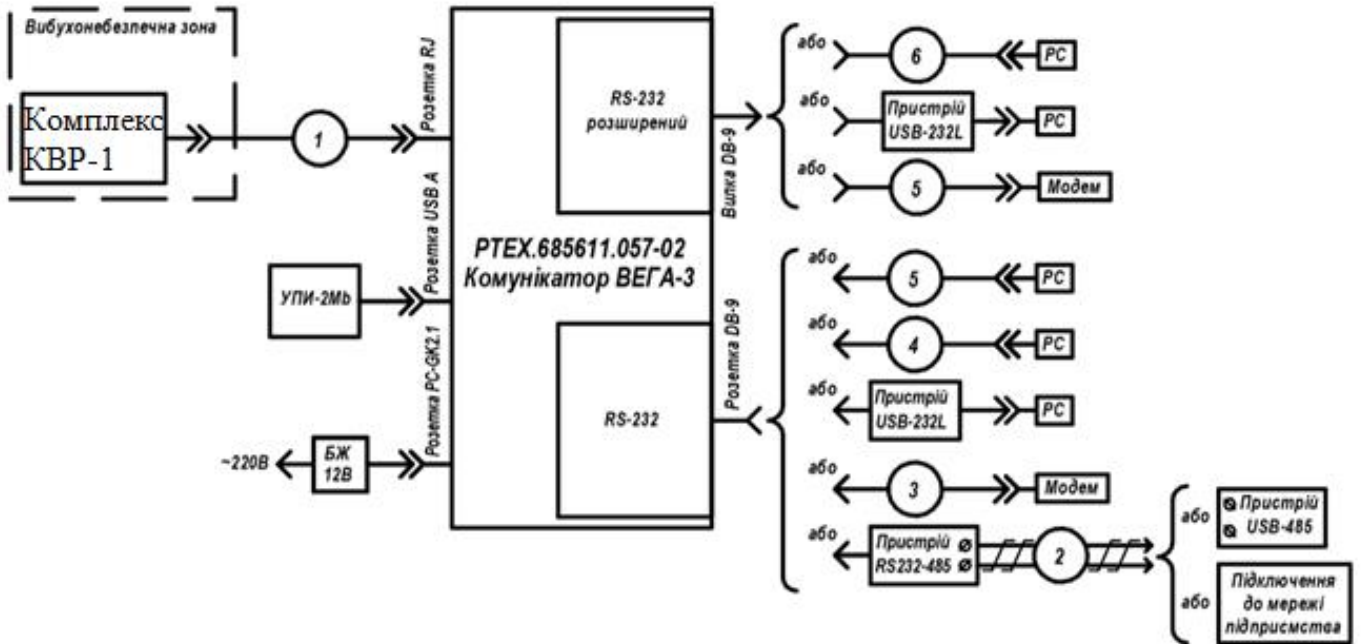 Вибухонебезпечна зона
Комплекс
КВР-1
1
Розетка RJ
Розетка USB A
УПИ-2Mb
Розетка PC-GK2.1
~220В
БЖ
12В
RS-232
розширений
РТЕХ.685611.057-02
Комунікатор ВЕГА-3
RS-232
Вилка DB-9
Розетка DB-9
або
6
PC
або
Пристрій
USB-232L
PC
або
5
Модем
або
5
PC
або
4
PC
або
Пристрій
USB-232L
PC
або
3
Модем
або
Пристрій
RS232-485
2
або
Пристрій
USB-485
або
Підключення
до мережі
підприємства